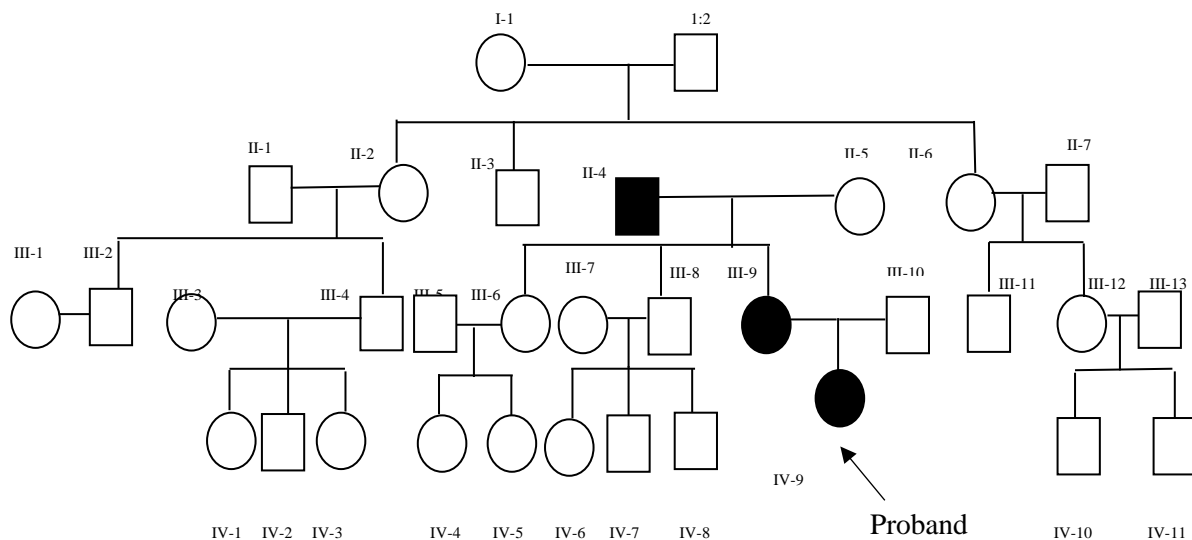 I-1 1:2
II-1 II-2 II-3 II-4 II-5 II-6 II-7
III-1 III-2 III-3 III-4 III-5 III-6 III-7 III-8 III-9 III-10 III-11 III-12 III-13
IV-9
Proband
IV-1 IV-2 IV-3 IV-4 IV-5 IV-6 IV-7 IV-8 IV-10 IV-11